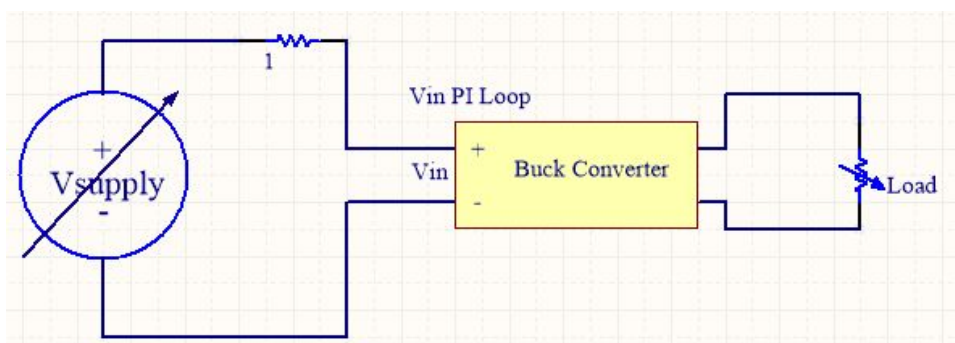 1
Vin PI Loop
+
Vsupply
-
+
Vin
-
Buck Converter
Load